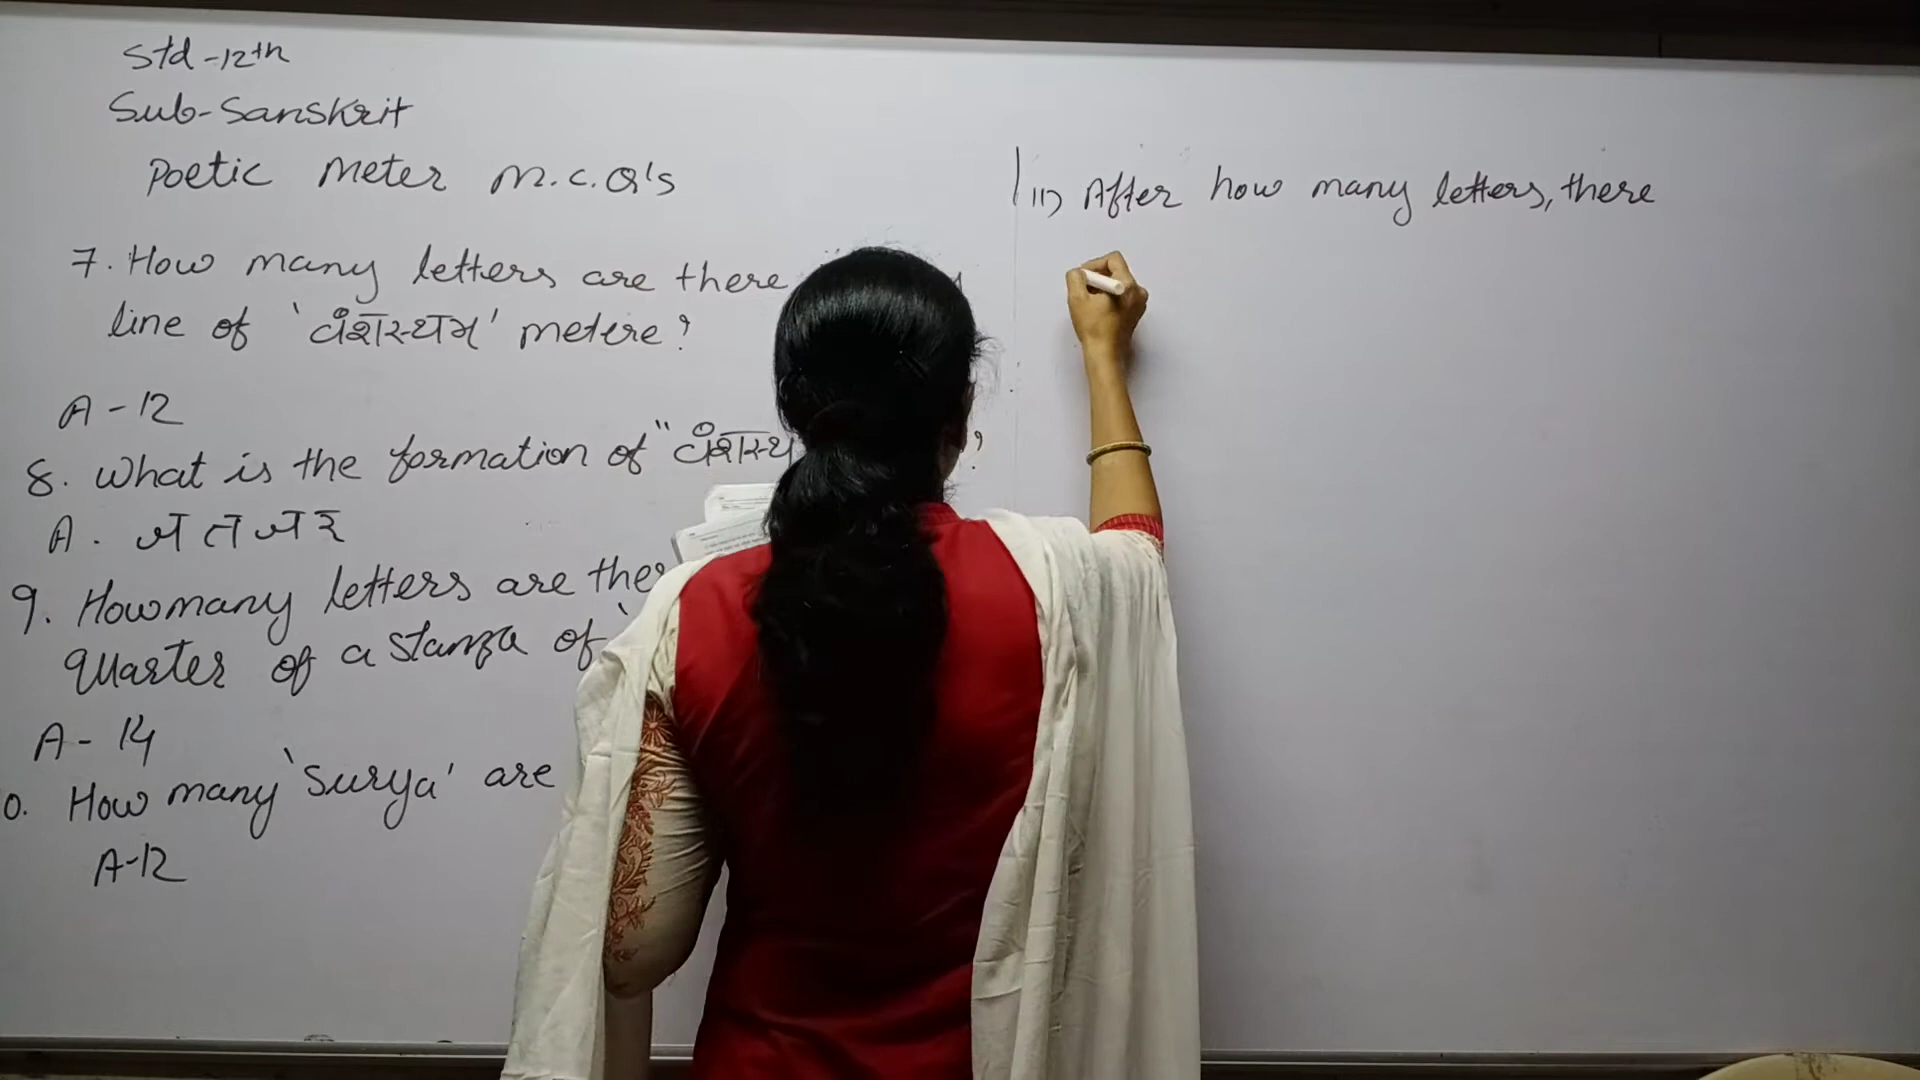 Std-12th
Sub-Sanskrit
Poetic Meter M.C.Q's
7. How many letters are there
line of 'वंशस्थम्' metere?
A-12
8. What is the formation of "वंशस्थ ?
A. ज त ज र
9. How many letters are ther
quarter of a stanza of '
A-14
0. How many 'surya' are
A-12
11) After how many letters, there